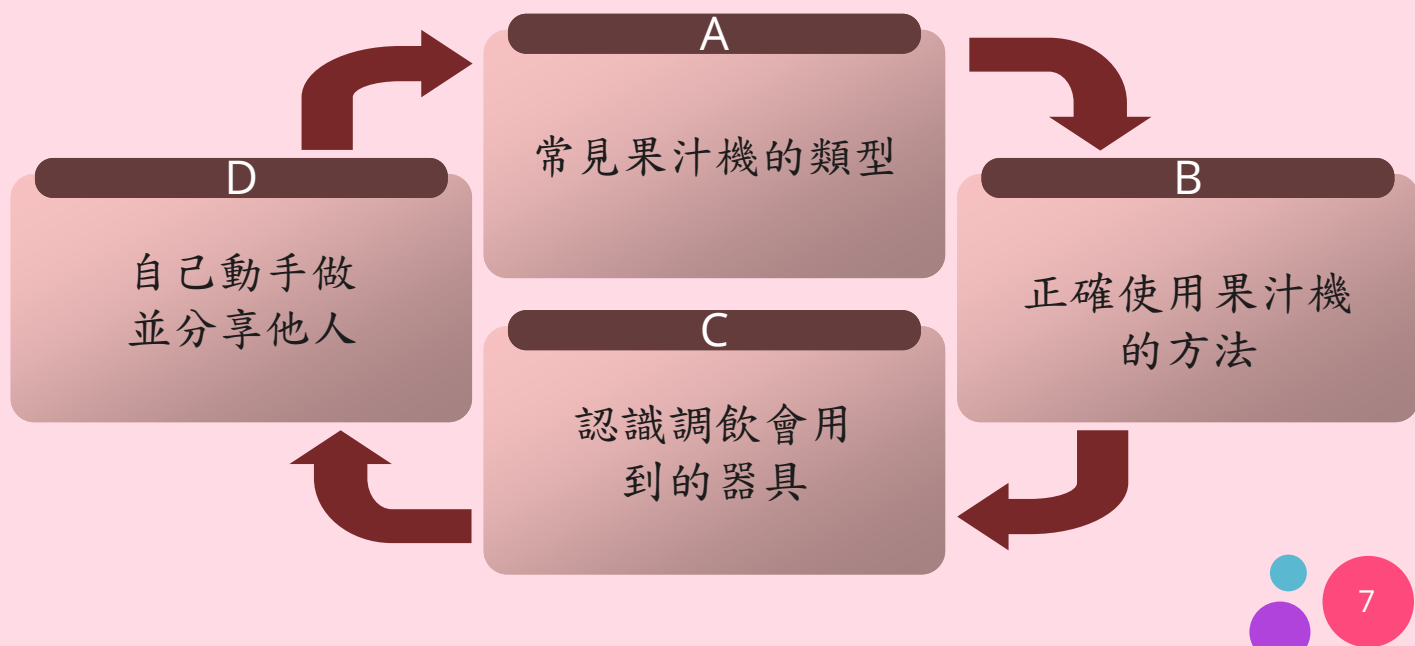 A
常見果汁機的類型
B
正確使用果汁機
的方法
C
認識調飲會用
到的器具
D
自己動手做
並分享他人
7